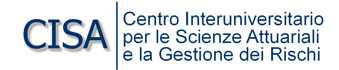 CISA
Centro Interuniversitario
per le Scienze Attuariali
e la Gestione dei Rischi